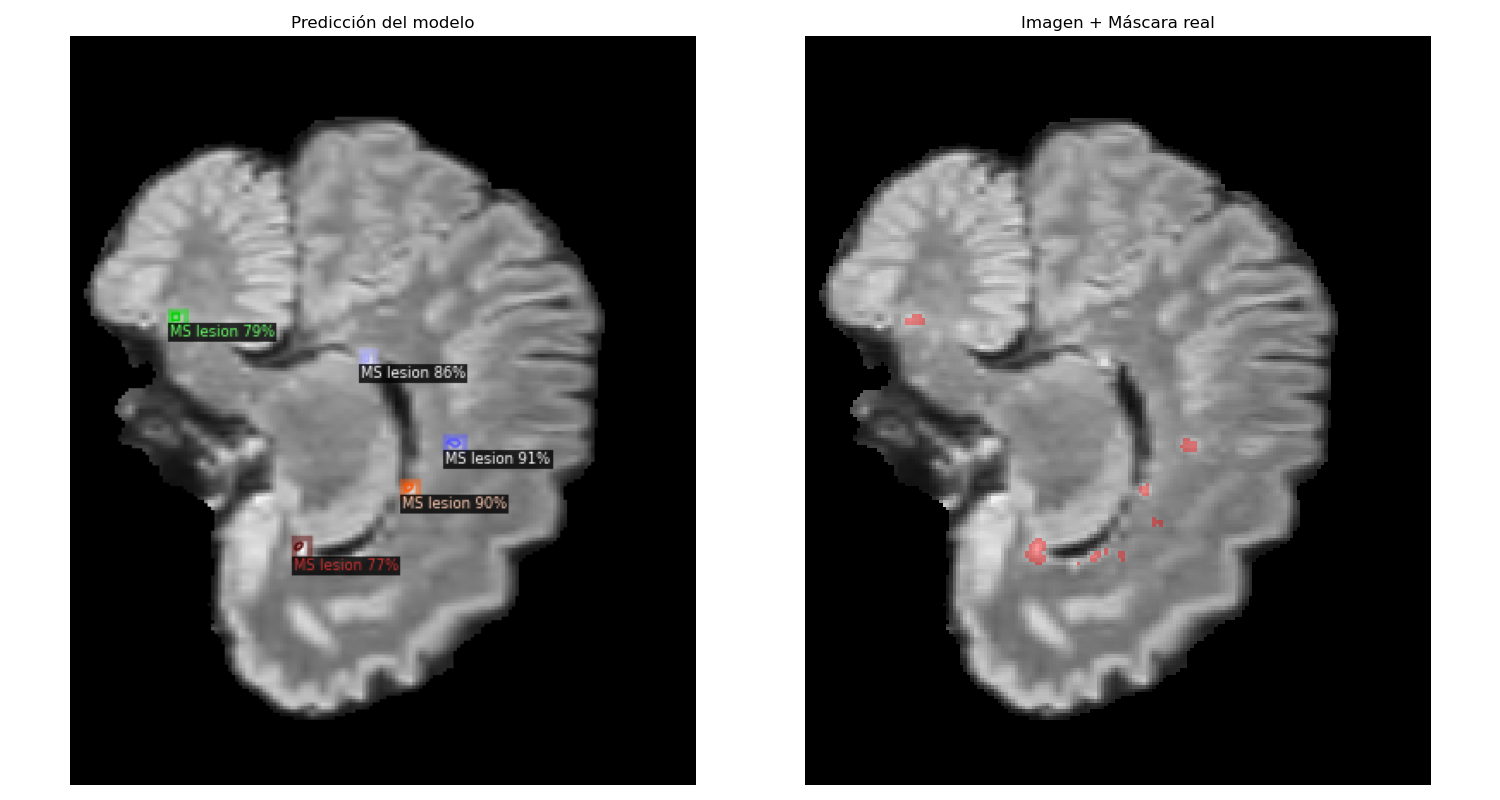 Predicción del modelo
Imagen + Máscara real
MS lesion 79%
MS lesion 86%
MS lesion 91%
MS lesion 90%
MS lesion 77%